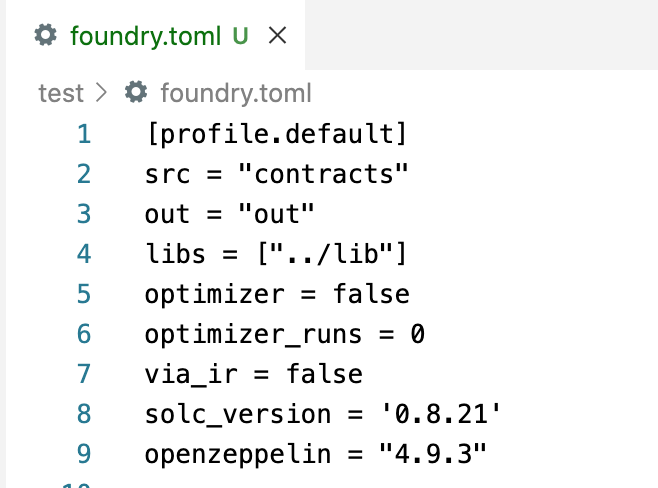 foundry.toml U
test > foundry.toml
1 [profile.default]
2 src = "contracts"
3 out = "out"
4 libs = ["../lib"]
5 optimizer = false
6 optimizer_runs = 0
7 via_ir = false
8 solc_version = '0.8.21'
9 openzeppelin = "4.9.3"
10